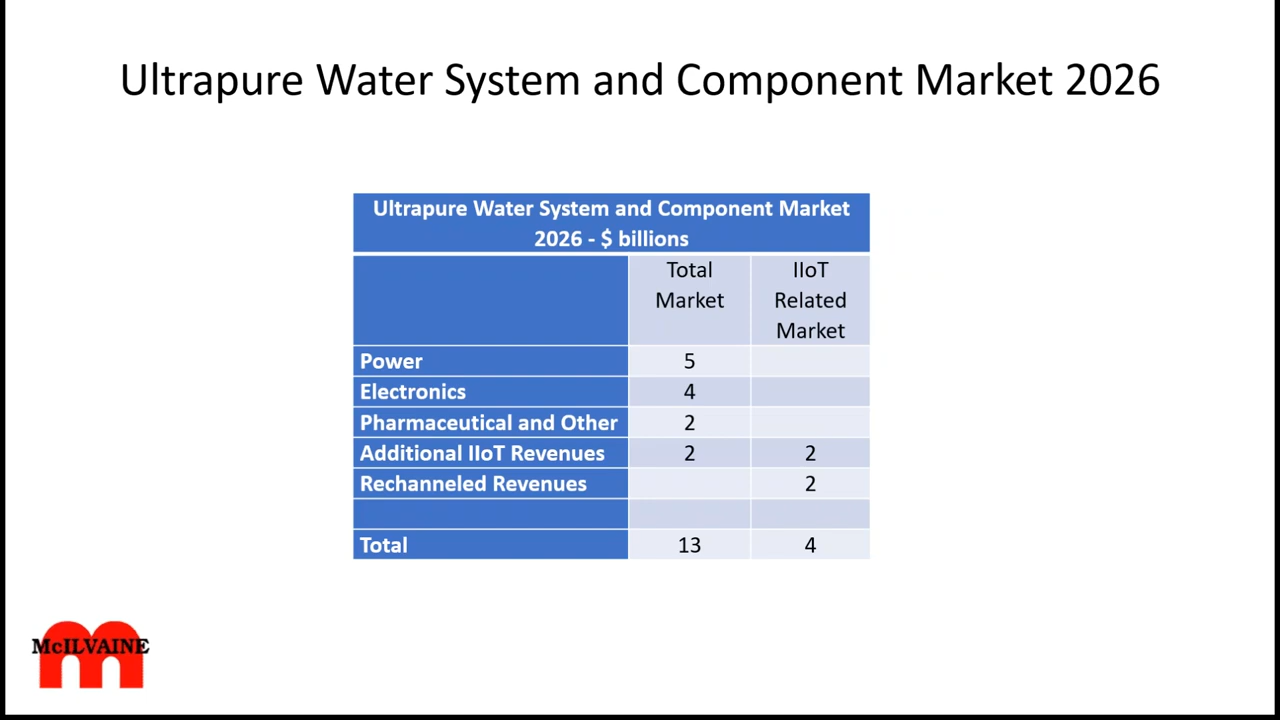 Ultrapure Water System and Component Market 2026
Ultrapure Water System and Component Market
2026 - $ billions
Total Market IIoT Related Market
Power 5
Electronics 4
Pharmaceutical and Other 2
Additional IIoT Revenues 2 2
Rechanneled Revenues 2
Total 13 4
McILVAINE